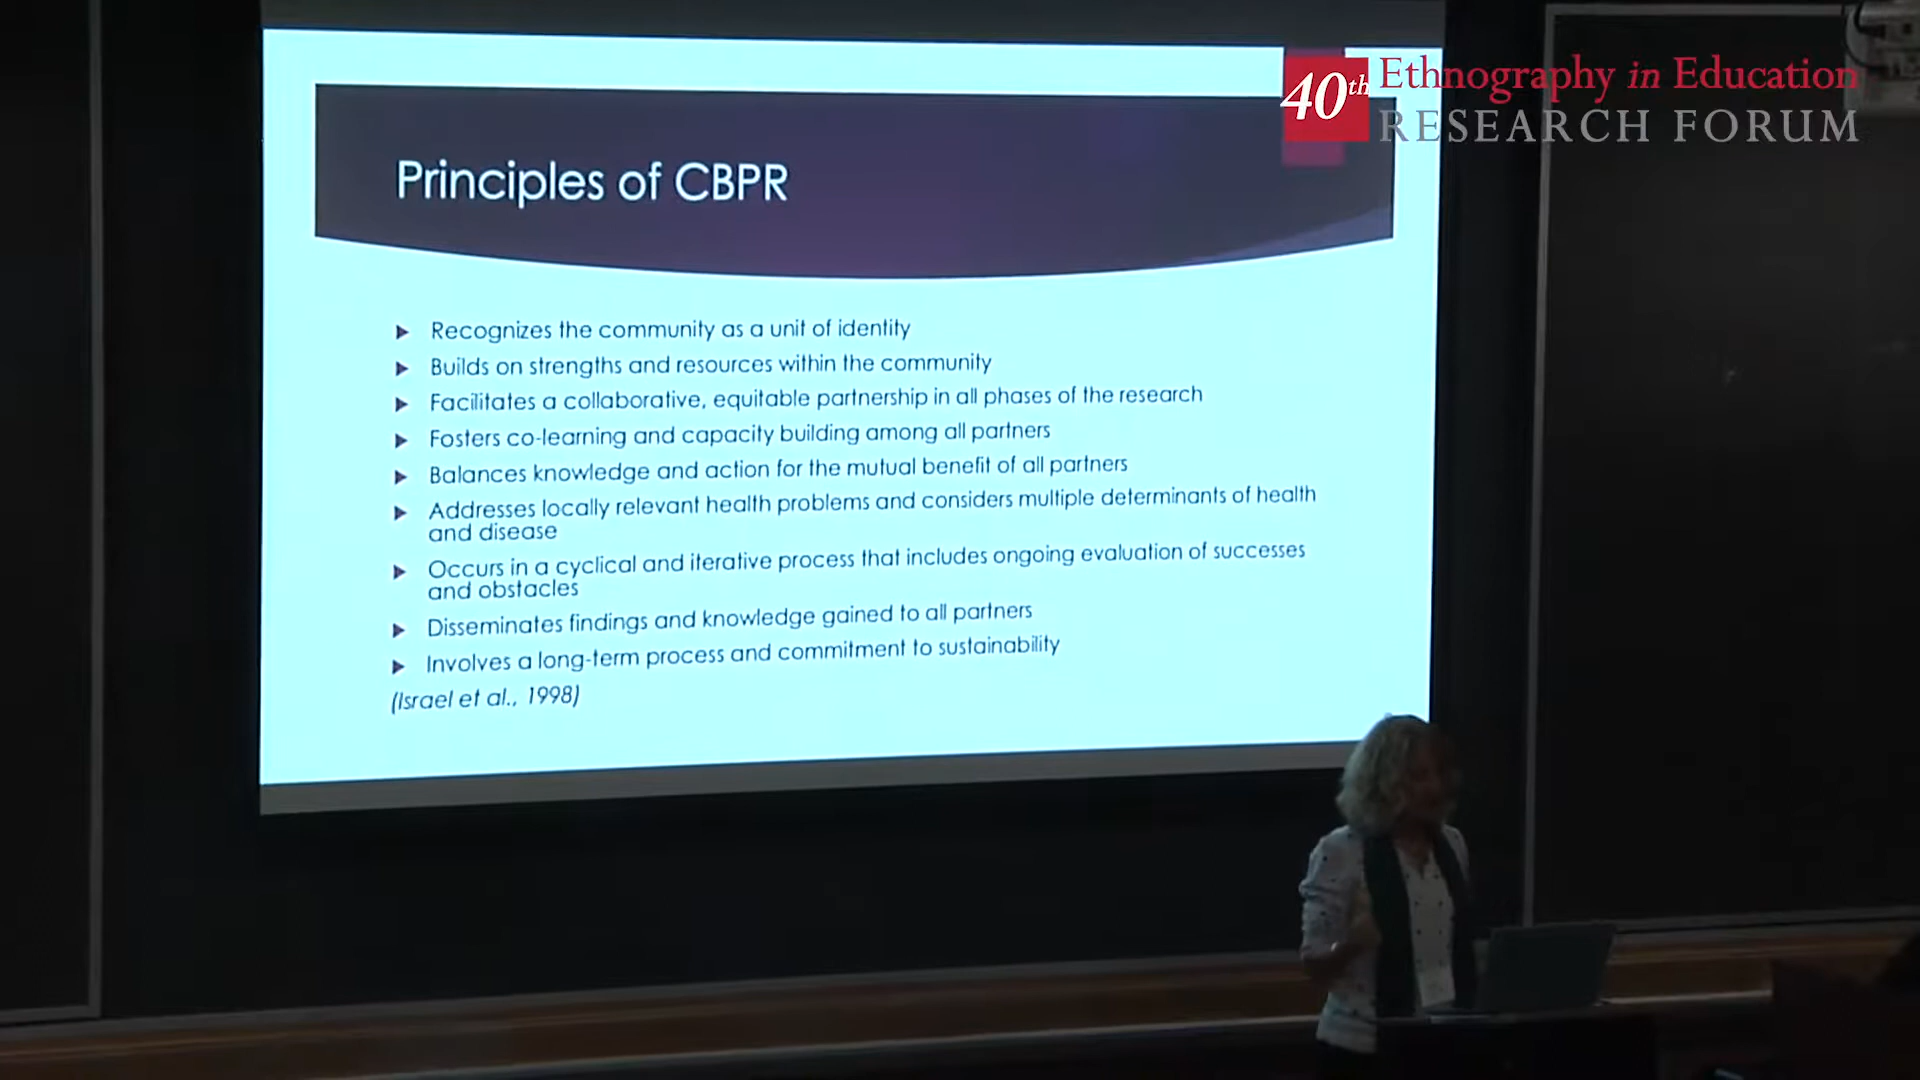 40th Ethnography in Education
RESEARCH FORUM
Principles of CBPR
Recognizes the community as a unit of identity
Builds on strengths and resources within the community
Facilitates a collaborative, equitable partnership in all phases of the research
Fosters co-learning and capacity building among all partners
Balances knowledge and action for the mutual benefit of all partners
Addresses locally relevant health problems and considers multiple determinants of health
and disease
Occurs in a cyclical and iterative process that includes ongoing evaluation of successes
and obstacles
Disseminates findings and knowledge gained to all partners
Involves a long-term process and commitment to sustainability
(Israel et al., 1998)